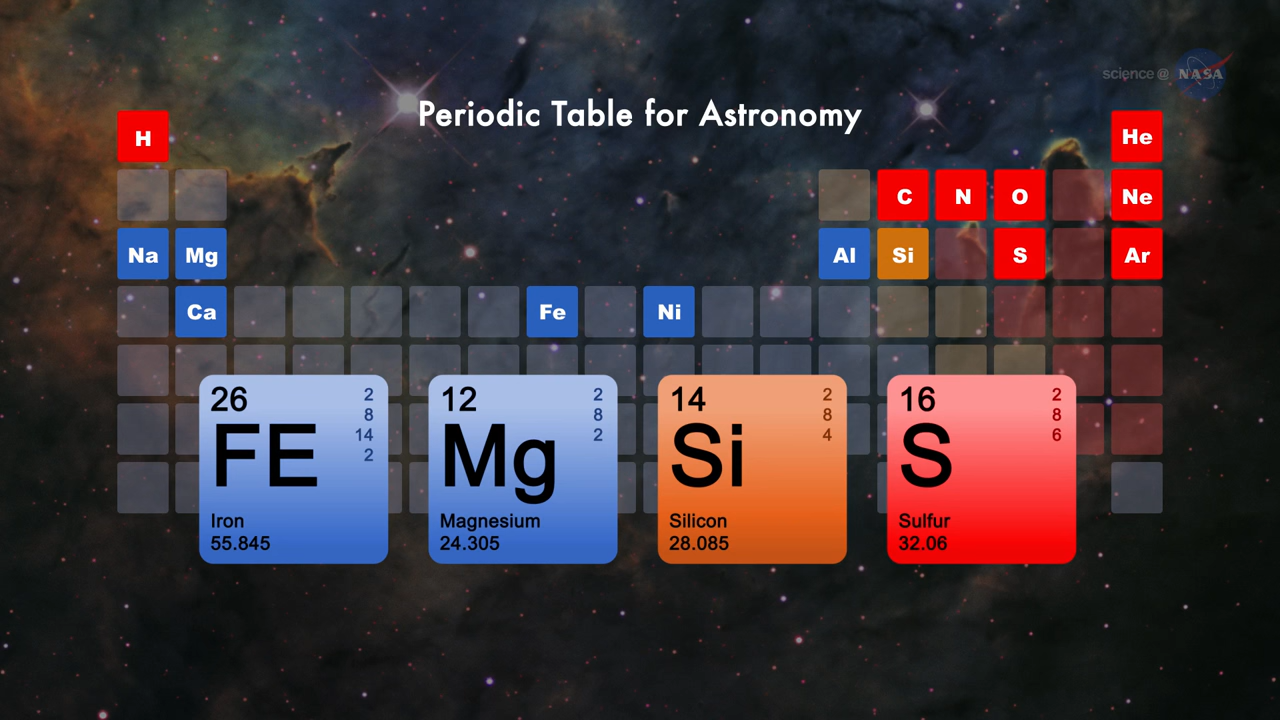 science@ NASA
Periodic Table for Astronomy
H He
C N O Ne
Na Mg Al Si S Ar
Ca Fe Ni
26
2
8
14
2
FE
Iron
55.845
12
2
8
2
Mg
Magnesium
24.305
14
2
8
4
Si
Silicon
28.085
16
2
8
6
S
Sulfur
32.06